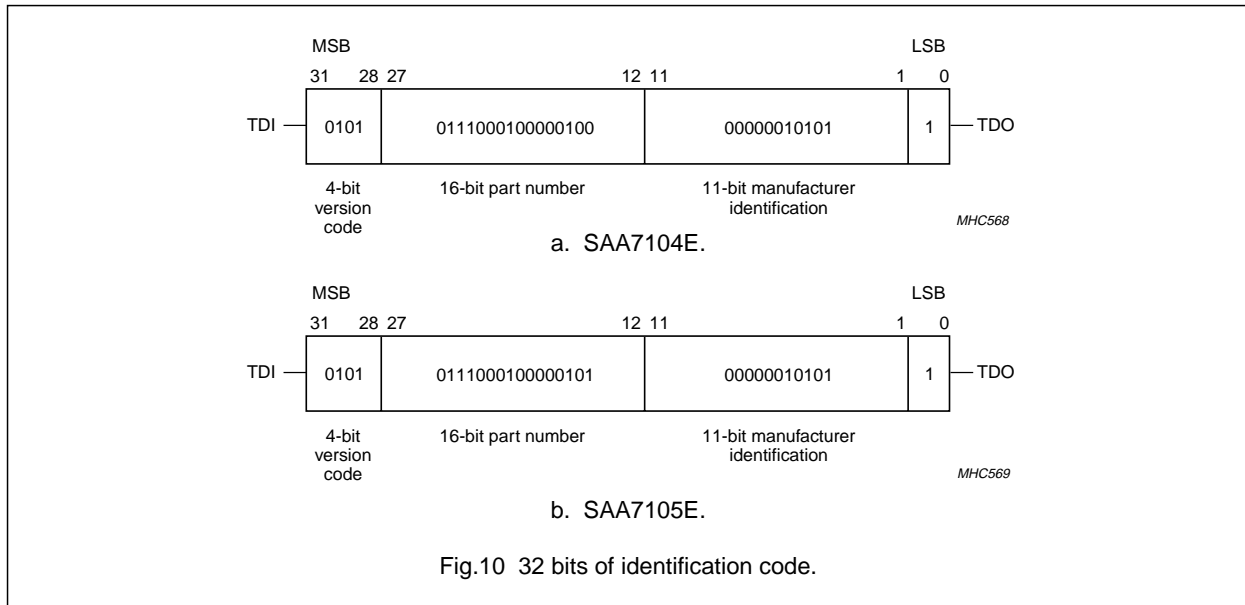 MSB LSB
31 28 27 12 11 1 0
TDI 0101 0111000100000100 00000010101 1 TDO
4-bit version code 16-bit part number 11-bit manufacturer identification
MHC568
a. SAA7104E.
MSB LSB
31 28 27 12 11 1 0
TDI 0101 0111000100000101 00000010101 1 TDO
4-bit version code 16-bit part number 11-bit manufacturer identification
MHC569
b. SAA7105E.
Fig.10 32 bits of identification code.